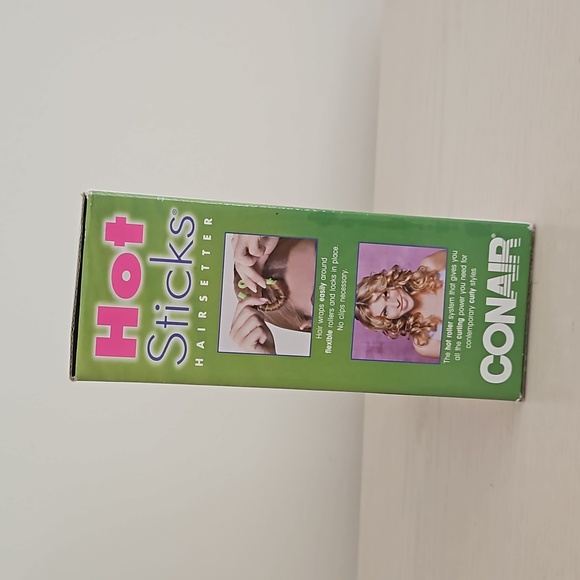 Hot
Sticks®
HAIRSETTER
Hair wraps easily around
flexible rollers and locks in place.
No clips necessary.
The hot roller system that gives you
all the curling power you need for
contemporary curly styles
CONAIR®